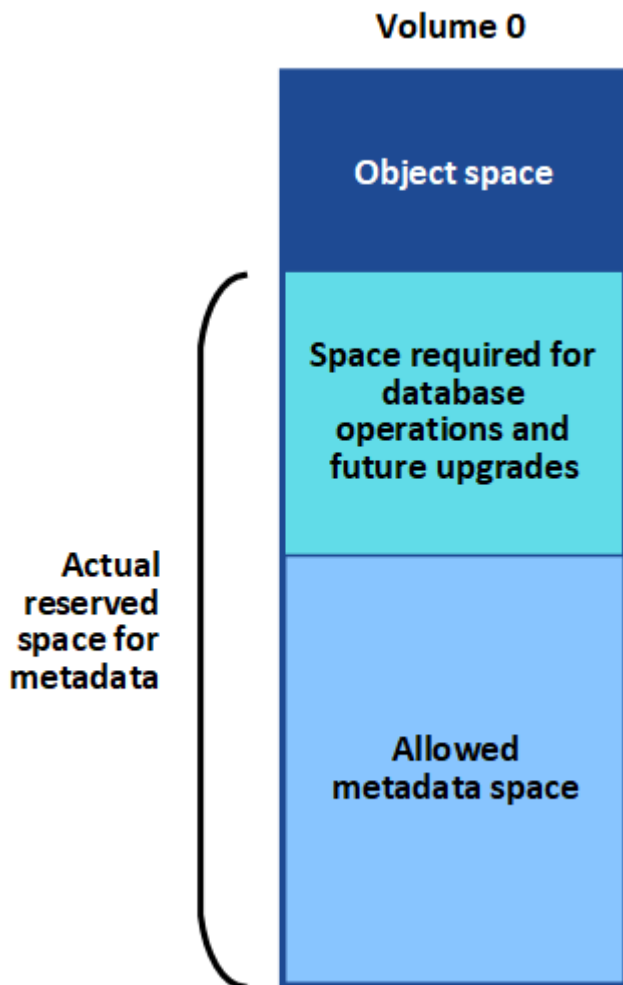 Volume 0
Object space
Space required for
database
operations and
future upgrades
Actual
reserved
space for
metadata
Allowed
metadata space